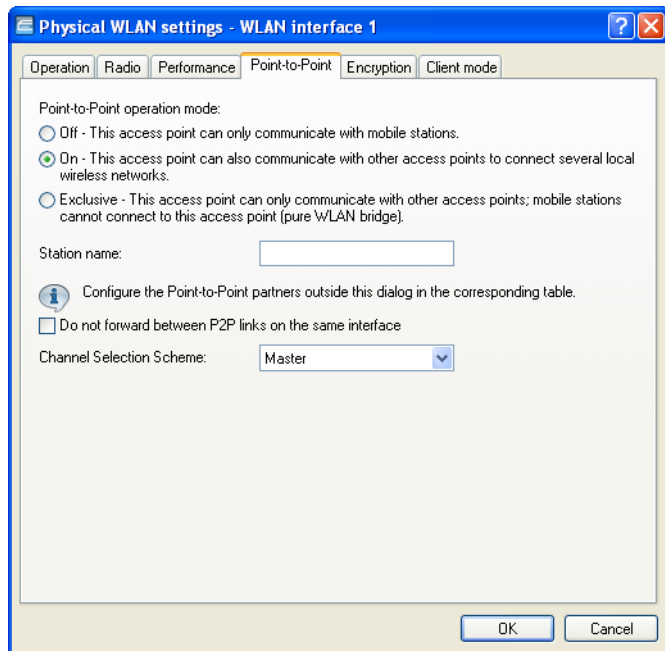 Physical WLAN settings - WLAN interface 1
Operation Radio Performance Point-to-Point Encryption Client mode
Point-to-Point operation mode:
Off - This access point can only communicate with mobile stations.
On - This access point can also communicate with other access points to connect several local
wireless networks.
Exclusive - This access point can only communicate with other access points; mobile stations
cannot connect to this access point (pure WLAN bridge).
Station name:
Configure the Point-to-Point partners outside this dialog in the corresponding table.
Do not forward between P2P links on the same interface
Channel Selection Scheme: Master
OK Cancel